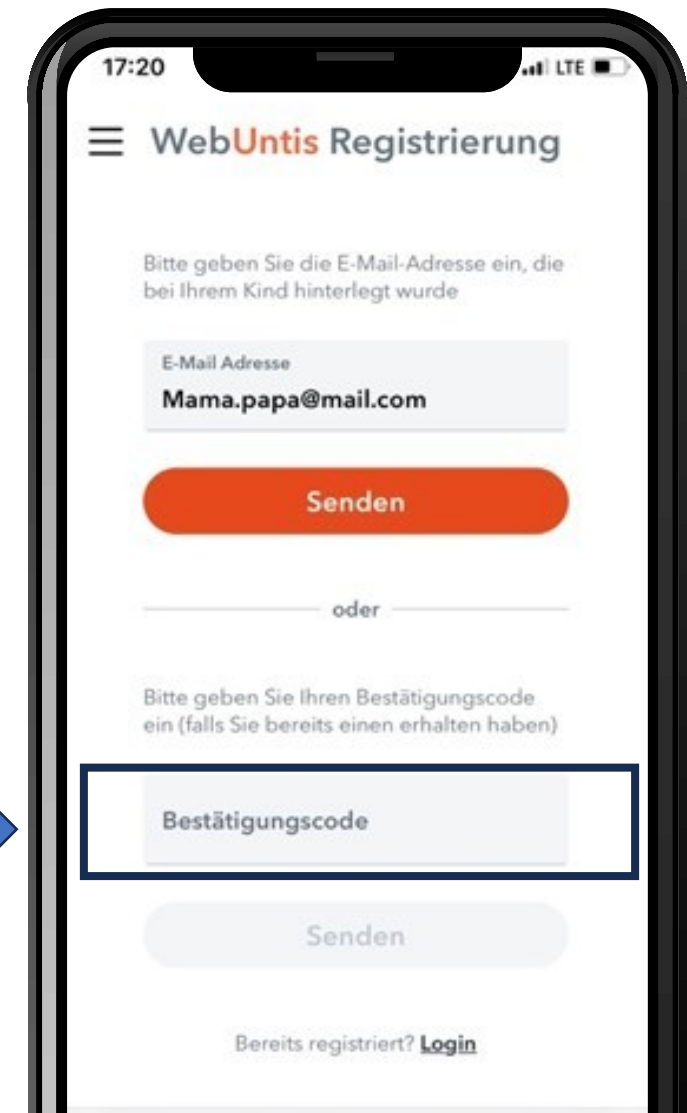 17:20
LTE
WebUntis Registrierung
Bitte geben Sie die E-Mail-Adresse ein, die
bei Ihrem Kind hinterlegt wurde
E-Mail Adresse
Mama.papa@mail.com
Senden
oder
Bitte geben Sie Ihren Bestätigungscode
ein (falls Sie bereits einen erhalten haben)
Bestätigungscode
Senden
Bereits registriert? Login